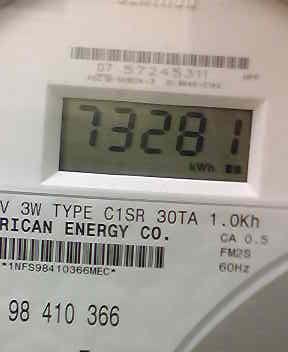 07 57245311
73281
kWh
V 3W TYPE C1SR 30TA 1.0Kh
RICAN ENERGY CO.
CA 0.5
FM2S
60Hz
*1NFS98410366MEC*
98 410 366